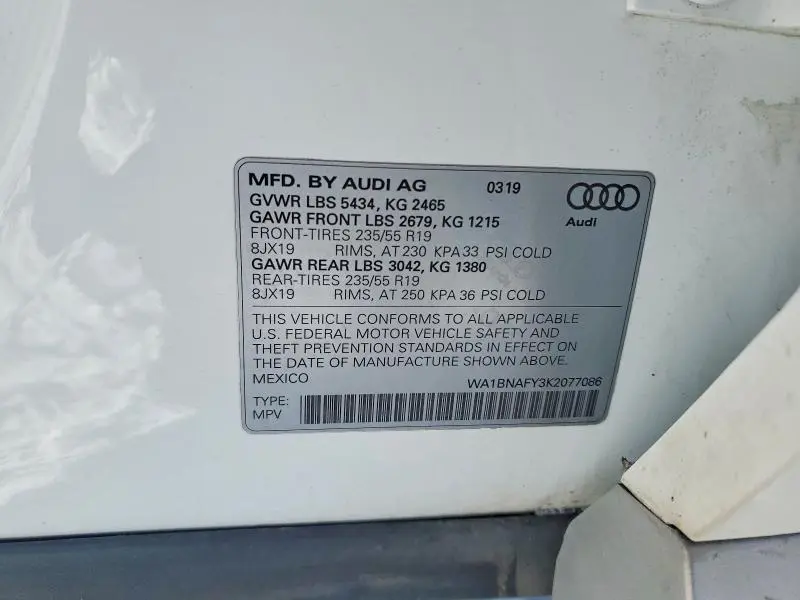 MFD. BY AUDI AG 0319
GVWR LBS 5434, KG 2465
GAWR FRONT LBS 2679, KG 1215
FRONT-TIRES 235/55 R19
8JX19 RIMS, AT 230 KPA 33 PSI COLD
GAWR REAR LBS 3042, KG 1380
REAR-TIRES 235/55 R19
8JX19 RIMS, AT 250 KPA 36 PSI COLD
Audi
THIS VEHICLE CONFORMS TO ALL APPLICABLE
U.S. FEDERAL MOTOR VEHICLE SAFETY AND
THEFT PREVENTION STANDARDS IN EFFECT ON
THE DATE OF MANUFACTURE SHOWN ABOVE.
MEXICO WA1BNAFY3K2077086
TYPE:
MPV